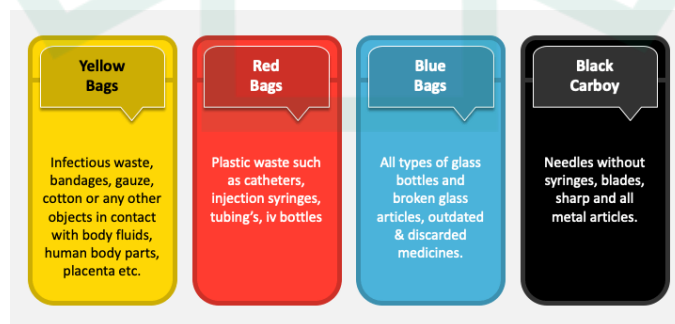 Yellow
Bags
Infectious waste,
bandages, gauze,
cotton or any other
objects in contact
with body fluids,
human body parts,
placenta etc.
Red
Bags
Plastic waste such
as catheters,
injection syringes,
tubing's, iv bottles
Blue
Bags
All types of glass
bottles and
broken glass
articles, outdated
& discarded
medicines.
Black
Carboy
Needles without
syringes, blades,
sharp and all
metal articles.